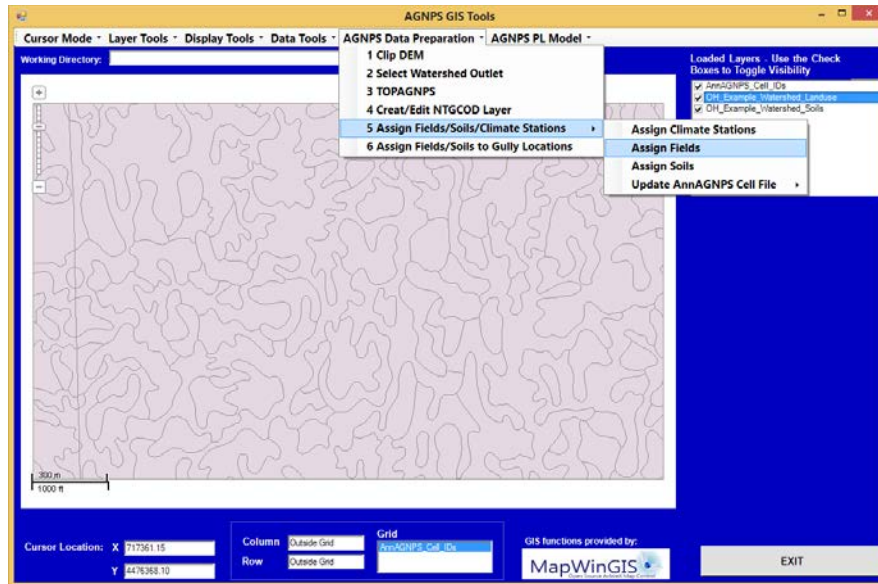 AGNPS GIS Tools
Cursor Mode Layer Tools Display Tools Data Tools AGNPS Data Preparation AGNPS PL Model
Working Directory:
1 Clip DEM
2 Select Watershed Outlet
3 TOPAGNPS
4 Creat/Edit NTGCOD Layer
5 Assign Fields/Soils/Climate Stations
6 Assign Fields/Soils to Gully Locations
Assign Climate Stations
Assign Fields
Assign Soils
Update AnnAGNPS Cell File
Loaded Layers - Use the Check
Boxes to Toggle Visibility
AnnAGNPS_Cell_IDs
OH_Example_Watershed_Landuse
OH_Example_Watershed_Soils
300 m
1000 ft
Cursor Location: X 717361.15
Y 4476368.10
Column Outside Grid
Row Outside Grid
Grid
AnnAGNPS_Cell_IDs
GIS functions provided by:
MapWinGIS
EXIT